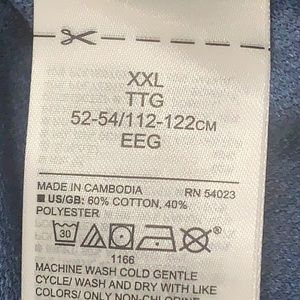 XXL
TTG
52-54/112-122CM
EEG
MADE IN CAMBODIA RN 54023
■ US/GB: 60% COTTON, 40%
POLYESTER
30
1166
MACHINE WASH COLD GENTLE
CYCLE/ WASH AND DRY WITH LIKE
COLORS/ ONLY NON-CHLORINE